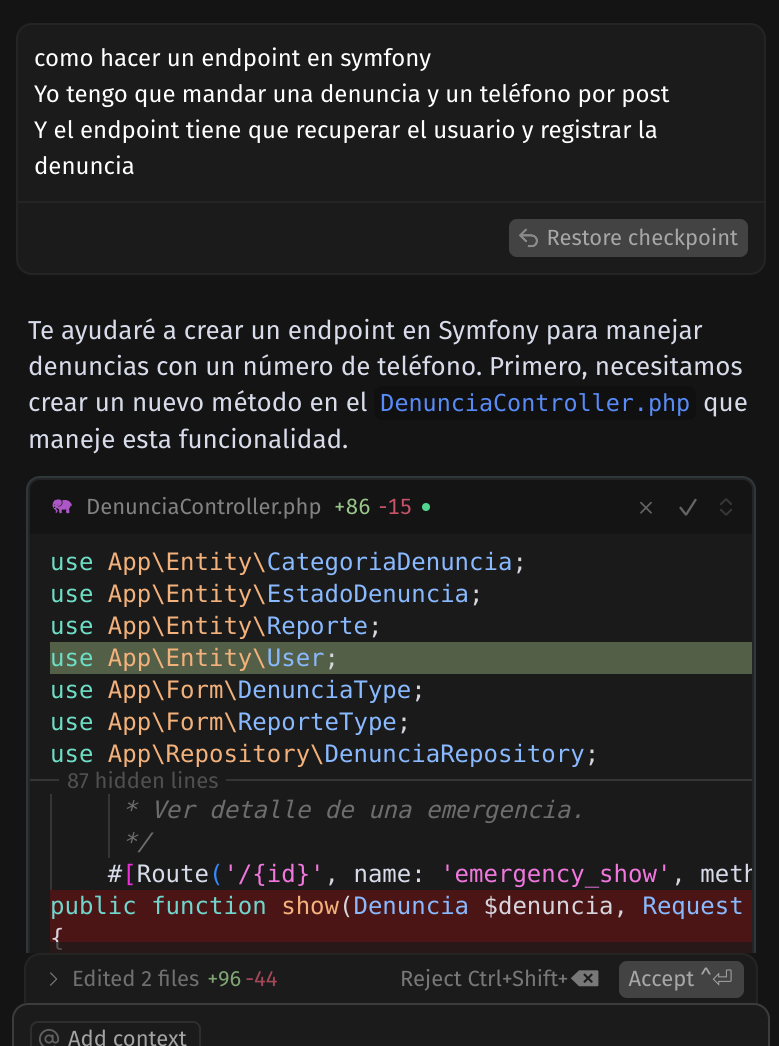 como hacer un endpoint en symfony
Yo tengo que mandar una denuncia y un teléfono por post
Y el endpoint tiene que recuperar el usuario y registrar la
denuncia
Restore checkpoint
Te ayudaré a crear un endpoint en Symfony para manejar
denuncias con un número de teléfono. Primero, necesitamos
crear un nuevo método en el DenunciaController.php que
maneje esta funcionalidad.
DenunciaController.php +86 -15
use App\Entity\CategoriaDenuncia;
use App\Entity\EstadoDenuncia;
use App\Entity\Reporte;
use App\Entity\User;
use App\Form\DenunciaType;
use App\Form\ReporteType;
use App\Repository\DenunciaRepository;
87 hidden lines
* Ver detalle de una emergencia.
*/
#[Route('/{id}', name: 'emergency_show', meth
public function show(Denuncia $denuncia, Request
{
> Edited 2 files +96 -44 Reject Ctrl+Shift+⌫ Accept ^⏎
@ Add context